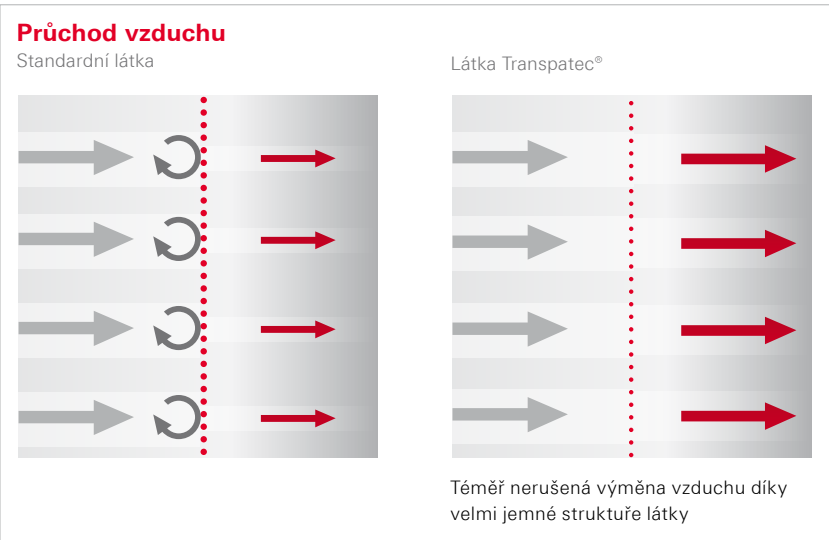 Průchod vzduchu
Standardní látka
Látka Transpatec®
Téměř nerušená výměna vzduchu díky
velmi jemné struktuře látky